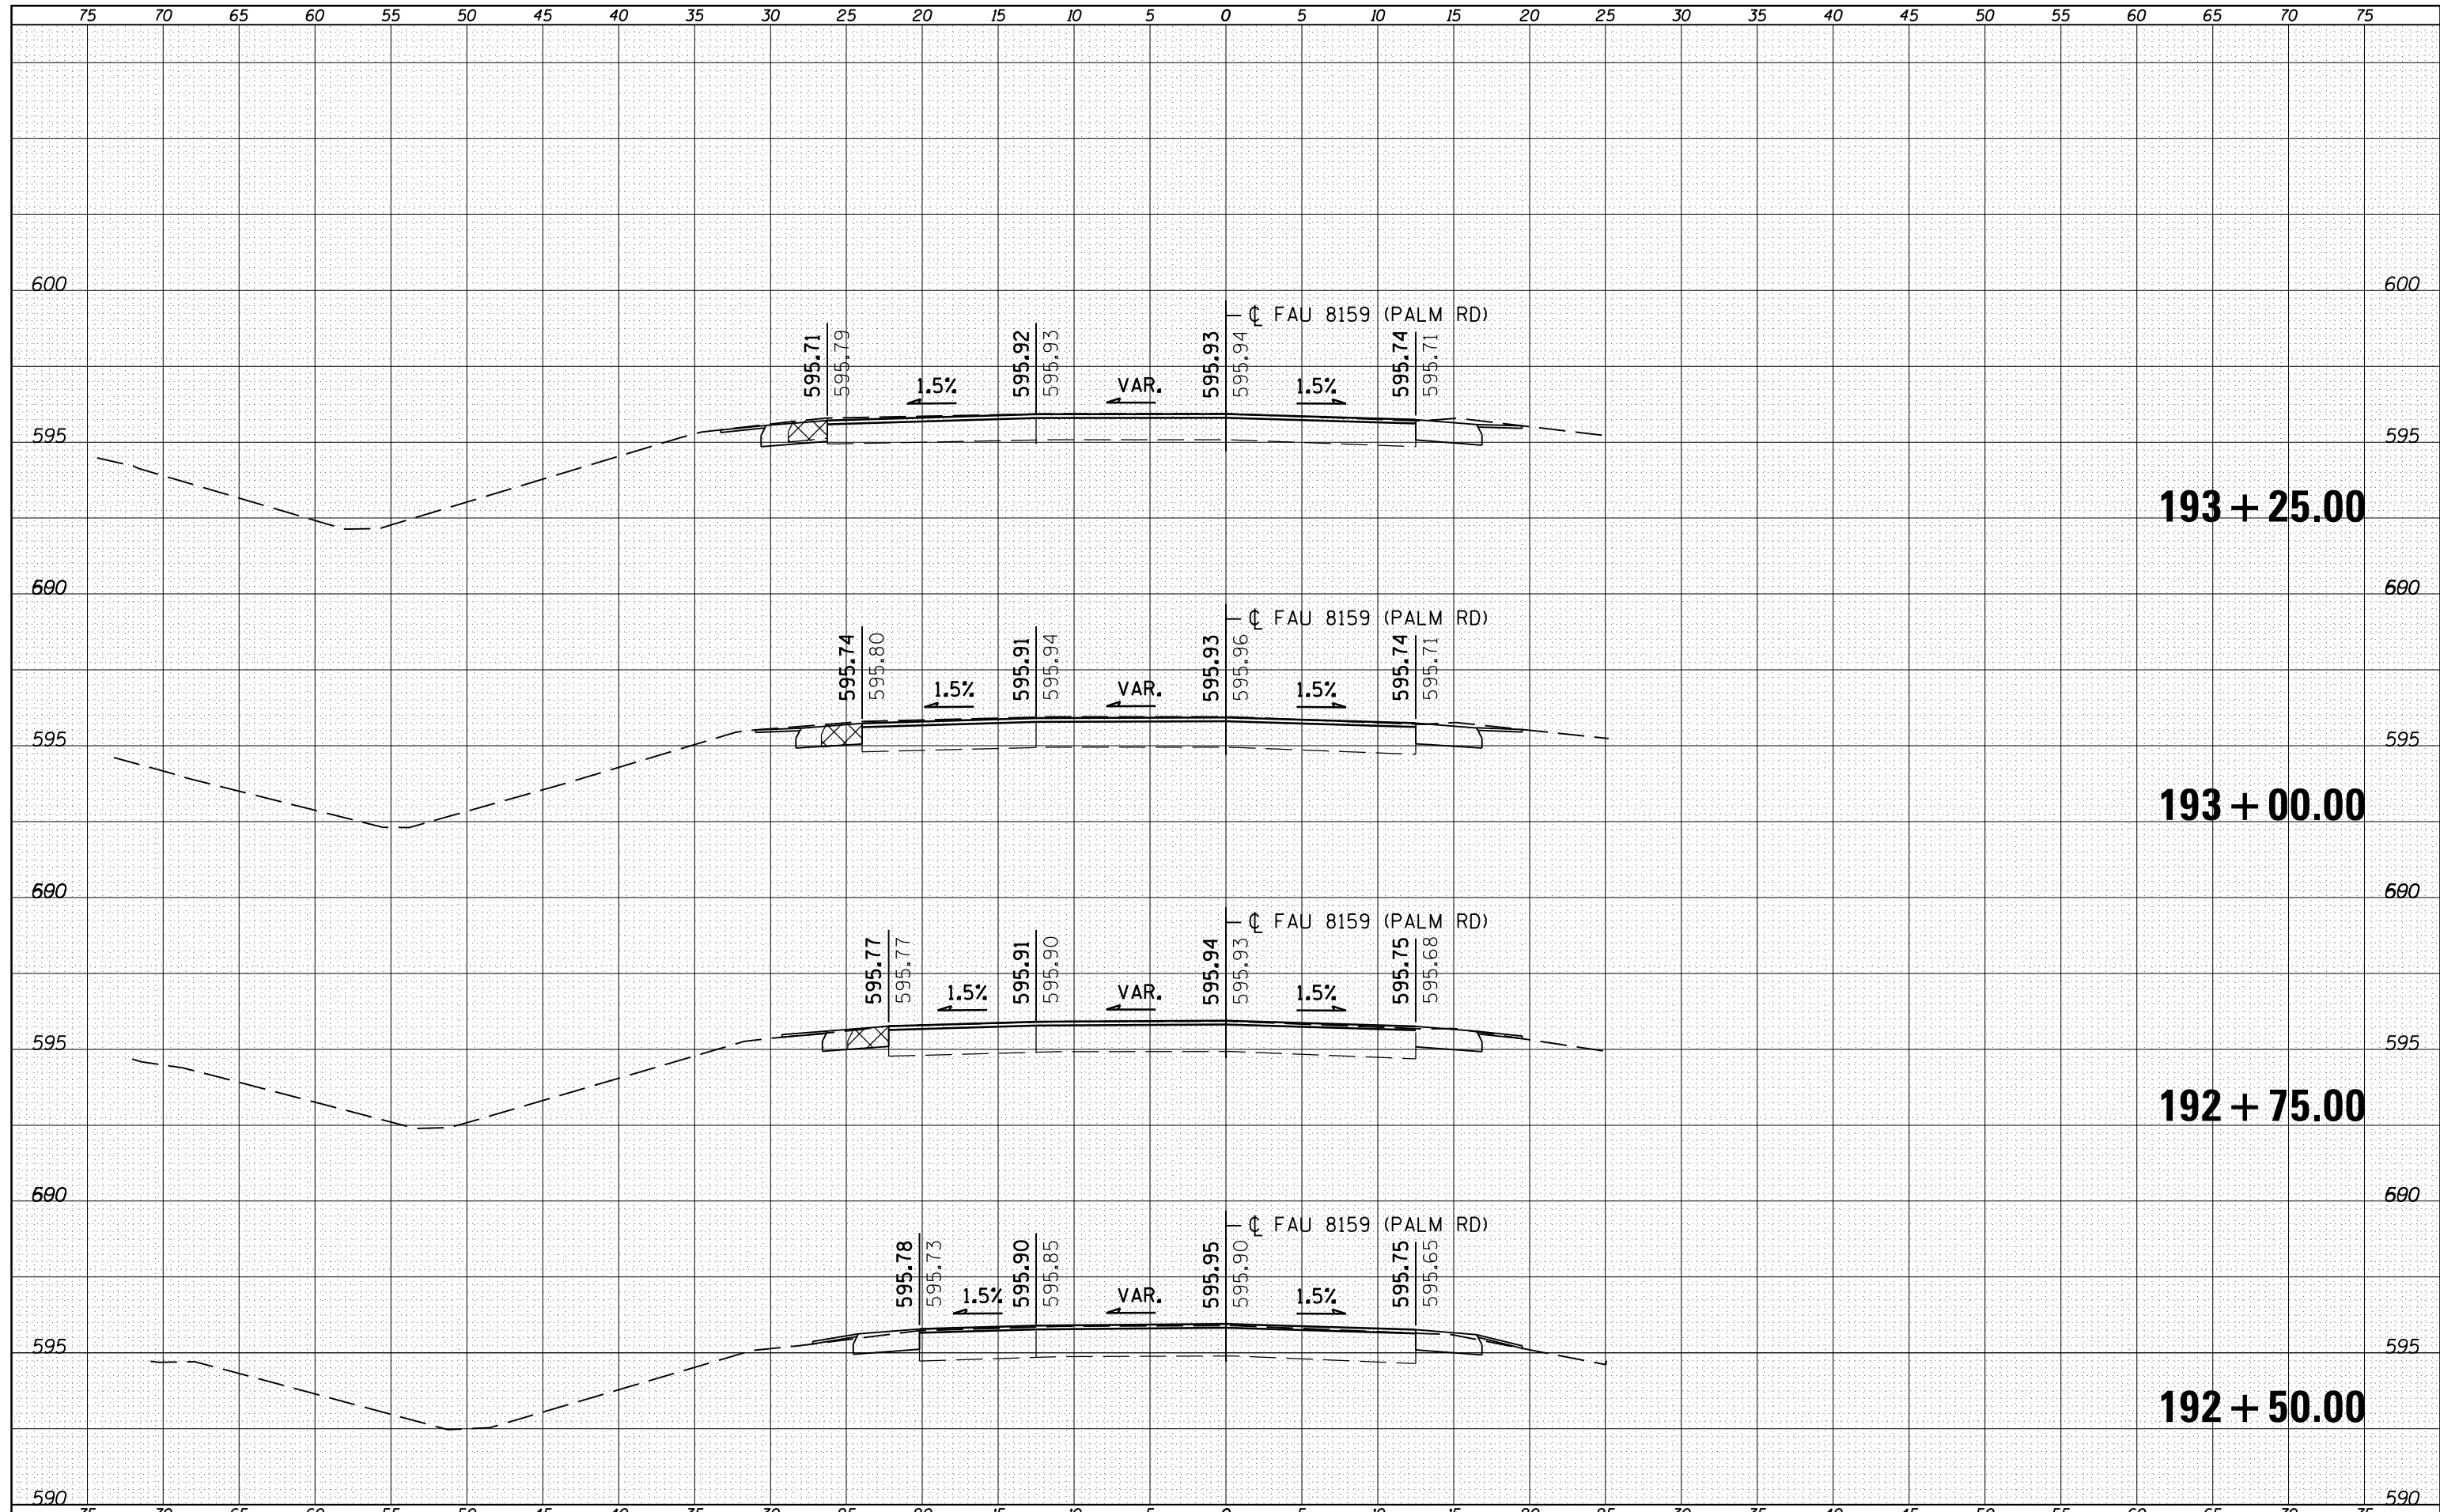 75 70 65 60 55 50 45 40 35 30 25 20 15 10 5 0 5 10 15 20 25 30 35 40 45 50 55 60 65 70 75
600 600
℄ FAU 8159 (PALM RD)
595.71 595.79 595.92 595.93 595.93 595.94 595.74 595.71
1.5% VAR. 1.5%
595 595
193+25.00
℄ FAU 8159 (PALM RD)
595.74 595.80 595.91 595.94 595.93 595.96 595.74 595.71
1.5% VAR. 1.5%
595 595
193+00.00
℄ FAU 8159 (PALM RD)
595.77 595.77 595.91 595.90 595.94 595.93 595.75 595.68
1.5% VAR. 1.5%
595 595
192+75.00
℄ FAU 8159 (PALM RD)
595.78 595.73 595.90 595.85 595.95 595.90 595.75 595.65
1.5% VAR. 1.5%
595 595
192+50.00
590 590